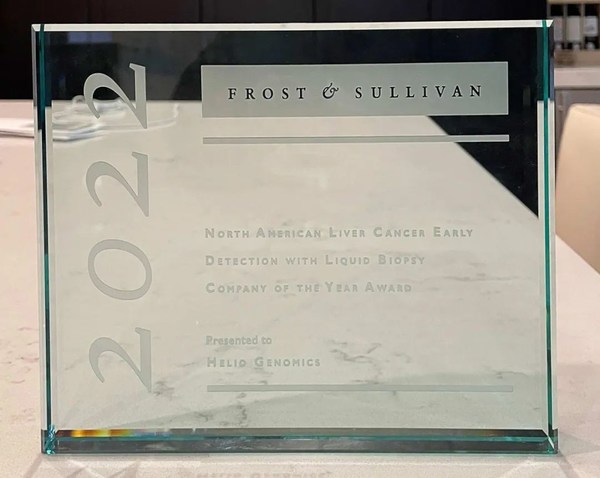 2022
FROST & SULLIVAN
NORTH AMERICAN LIVER CANCER EARLY
DETECTION WITH LIQUID BIOPSY
COMPANY OF THE YEAR AWARD
Presented to
HELIO GENOMICS